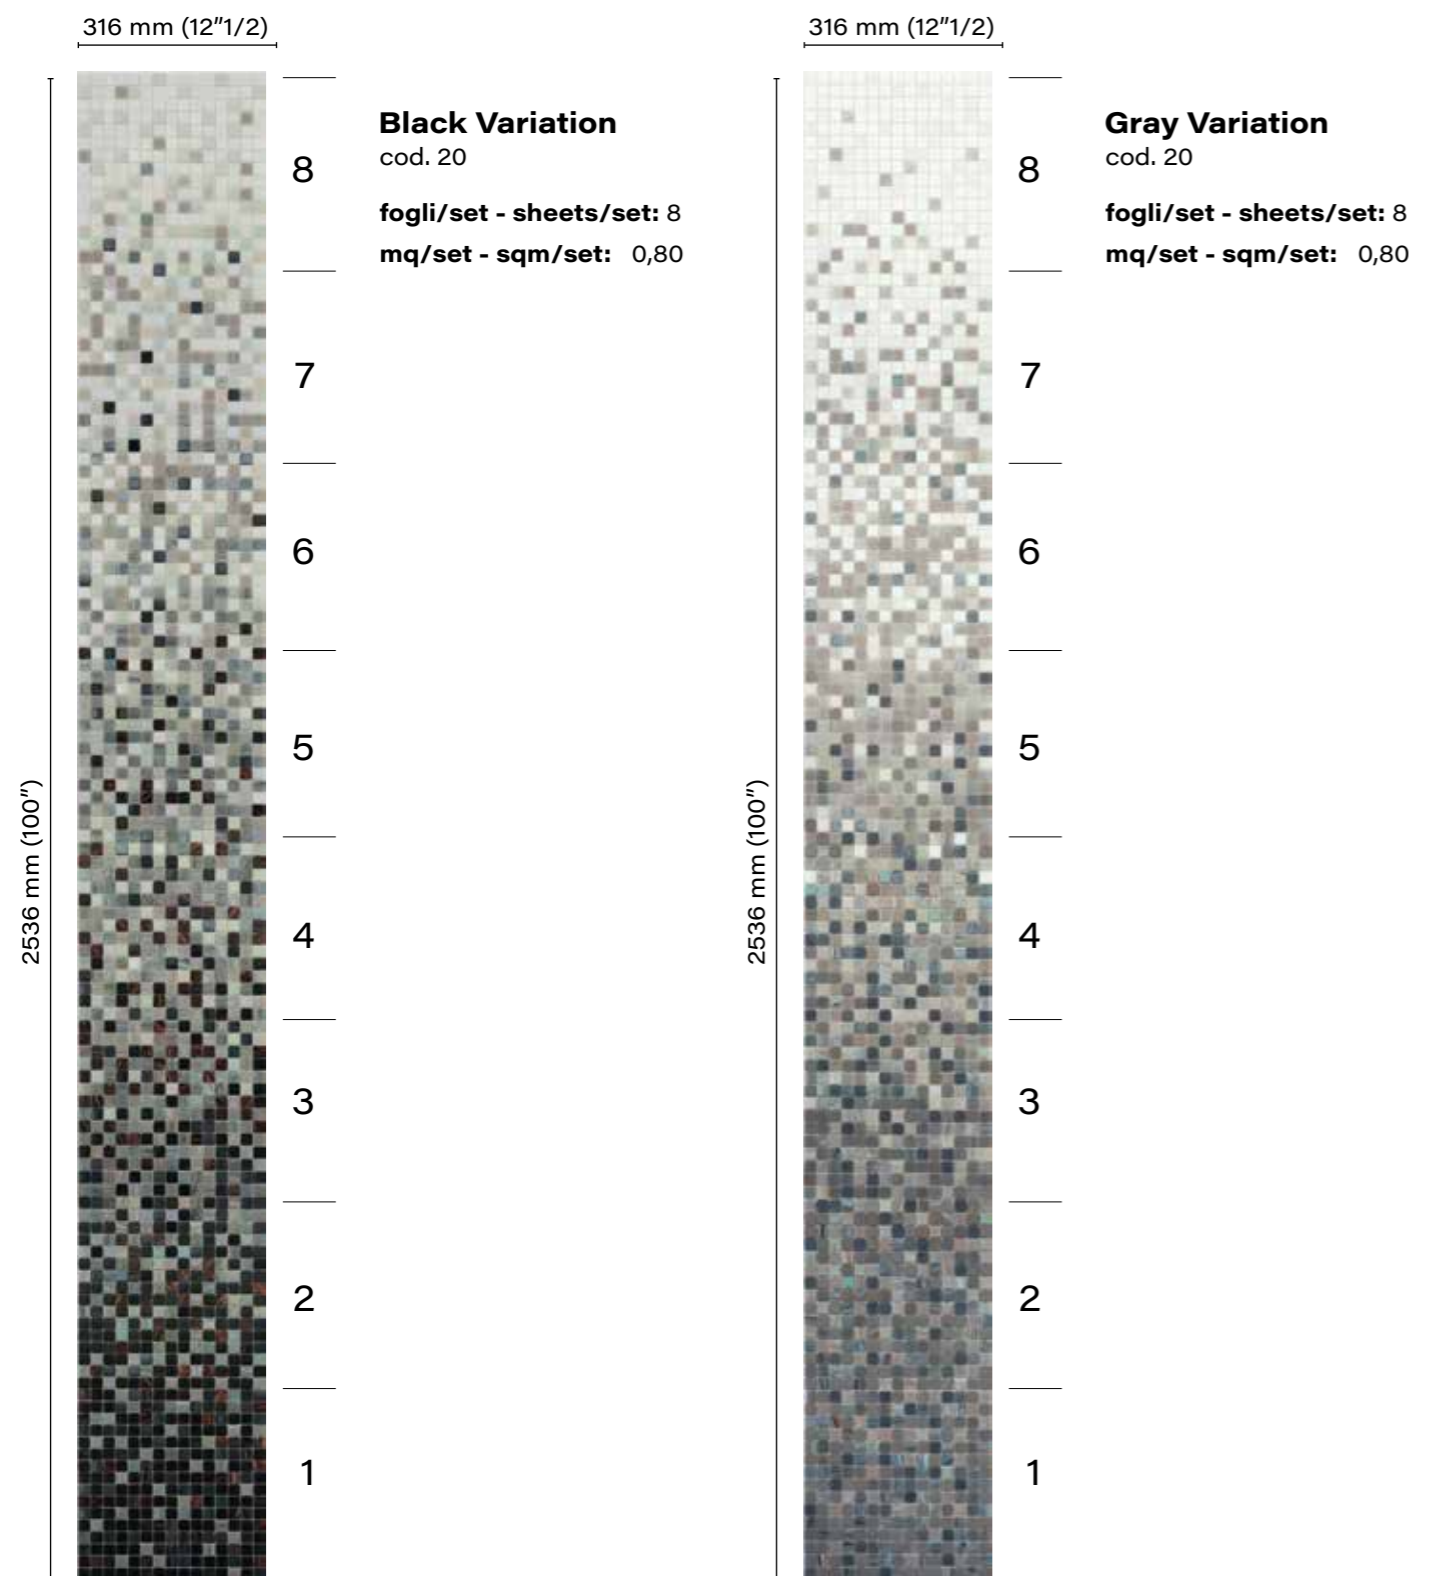 316 mm (12"1/2)
2536 mm (100")
Black Variation
cod. 20
fogli/set - sheets/set: 8
mq/set - sqm/set: 0,80
8
7
6
5
4
3
2
1
316 mm (12"1/2)
2536 mm (100")
Gray Variation
cod. 20
fogli/set - sheets/set: 8
mq/set - sqm/set: 0,80
8
7
6
5
4
3
2
1